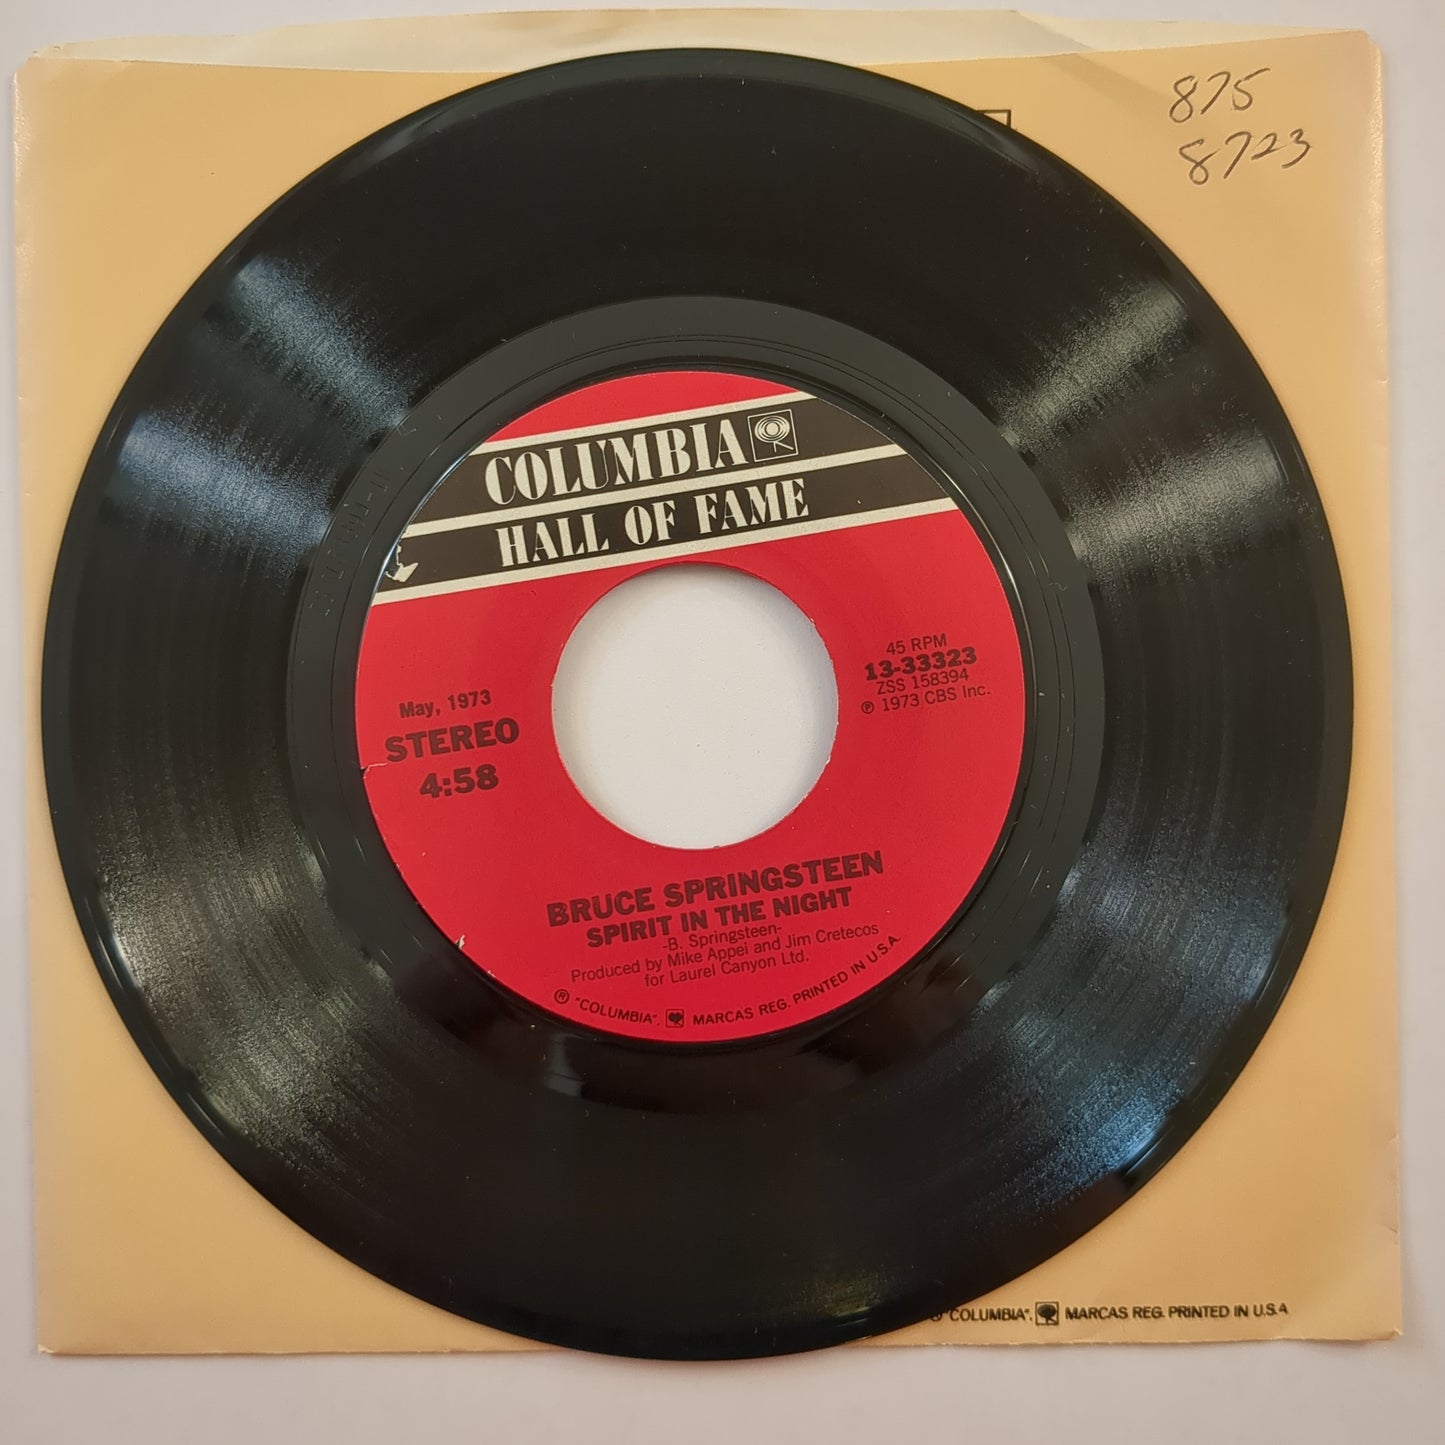 875
8723
COLUMBIA
HALL OF FAME
45 RPM
13-33323
ZSS 158394
℗ 1973 CBS Inc.
May, 1973
STEREO
4:58
BRUCE SPRINGSTEEN
SPIRIT IN THE NIGHT
-B. Springsteen-
Produced by Mike Appei and Jim Cretecos
for Laurel Canyon Ltd.
® "COLUMBIA", MARCAS REG. PRINTED IN U.S.A.
® "COLUMBIA", MARCAS REG. PRINTED IN U.S.A